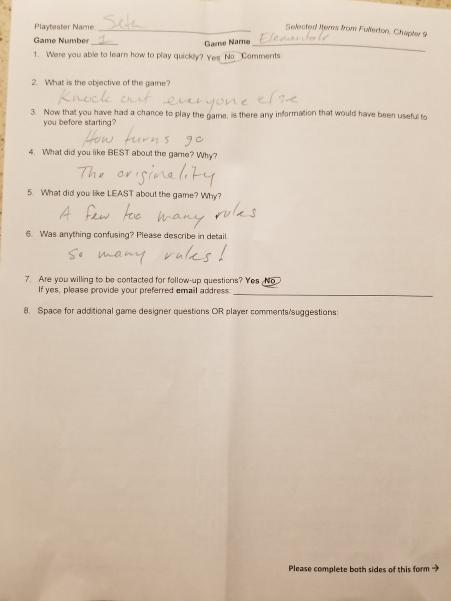 Playtester Name Seth Selected Items from Fullerton, Chapter 9
Game Number 1 Game Name Elementals
1. Were you able to learn how to play quickly? Yes No Comments:
2. What is the objective of the game?
Knock out everyone else
3. Now that you have had a chance to play the game, is there any information that would have been useful to
you before starting?
How turns go
4. What did you like BEST about the game? Why?
The originality
5. What did you like LEAST about the game? Why?
A few too many rules
6. Was anything confusing? Please describe in detail.
So many rules!
7. Are you willing to be contacted for follow-up questions? Yes No
If yes, please provide your preferred email address:
8. Space for additional game designer questions OR player comments/suggestions:
Please complete both sides of this form →